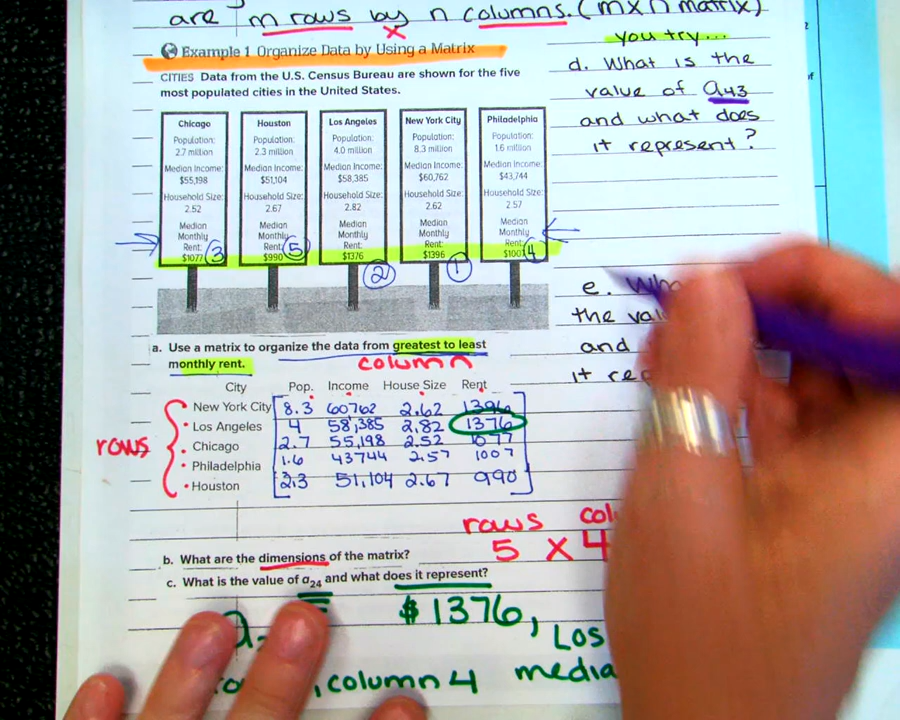 are m rows by n columns. (m x n matrix)
x
Example 1 Organize Data by Using a Matrix
CITIES Data from the U.S. Census Bureau are shown for the five
most populated cities in the United States.
Chicago
Population:
2.7 million
Median Income:
$55,198
Household Size:
2.52
Median
Monthly
Rent:
$1077 3
Houston
Population:
2.3 million
Median Income:
$51,104
Household Size:
2.67
Median
Monthly
Rent:
$990 5
Los Angeles
Population:
4.0 million
Median Income:
$58,385
Household Size:
2.82
Median
Monthly
Rent:
$1376
2
New York City
Population:
8.3 million
Median Income:
$60,762
Household Size:
2.62
Median
Monthly
Rent:
$1396
1
Philadelphia
Population:
1.6 million
Median Income:
$43,744
Household Size:
2.57
Median
Monthly
Rent:
4
a. Use a matrix to organize the data from greatest to least
monthly rent.
column
City Pop. Income House Size Rent
New York City 8.3 60762 2.62 1396
Los Angeles 4 58,385 2.82 1376
Chicago 2.7 55,198 2.52 1077
Philadelphia 1.6 43744 2.57 1007
Houston 2.3 51,104 2.67 990
rows
rows
5 x 4
b. What are the dimensions of the matrix?
c. What is the value of a24 and what does it represent?
$1376, Los
, column 4
you try...
d. What is the
value of a43
and what does
it represent?
e.
the
and
it